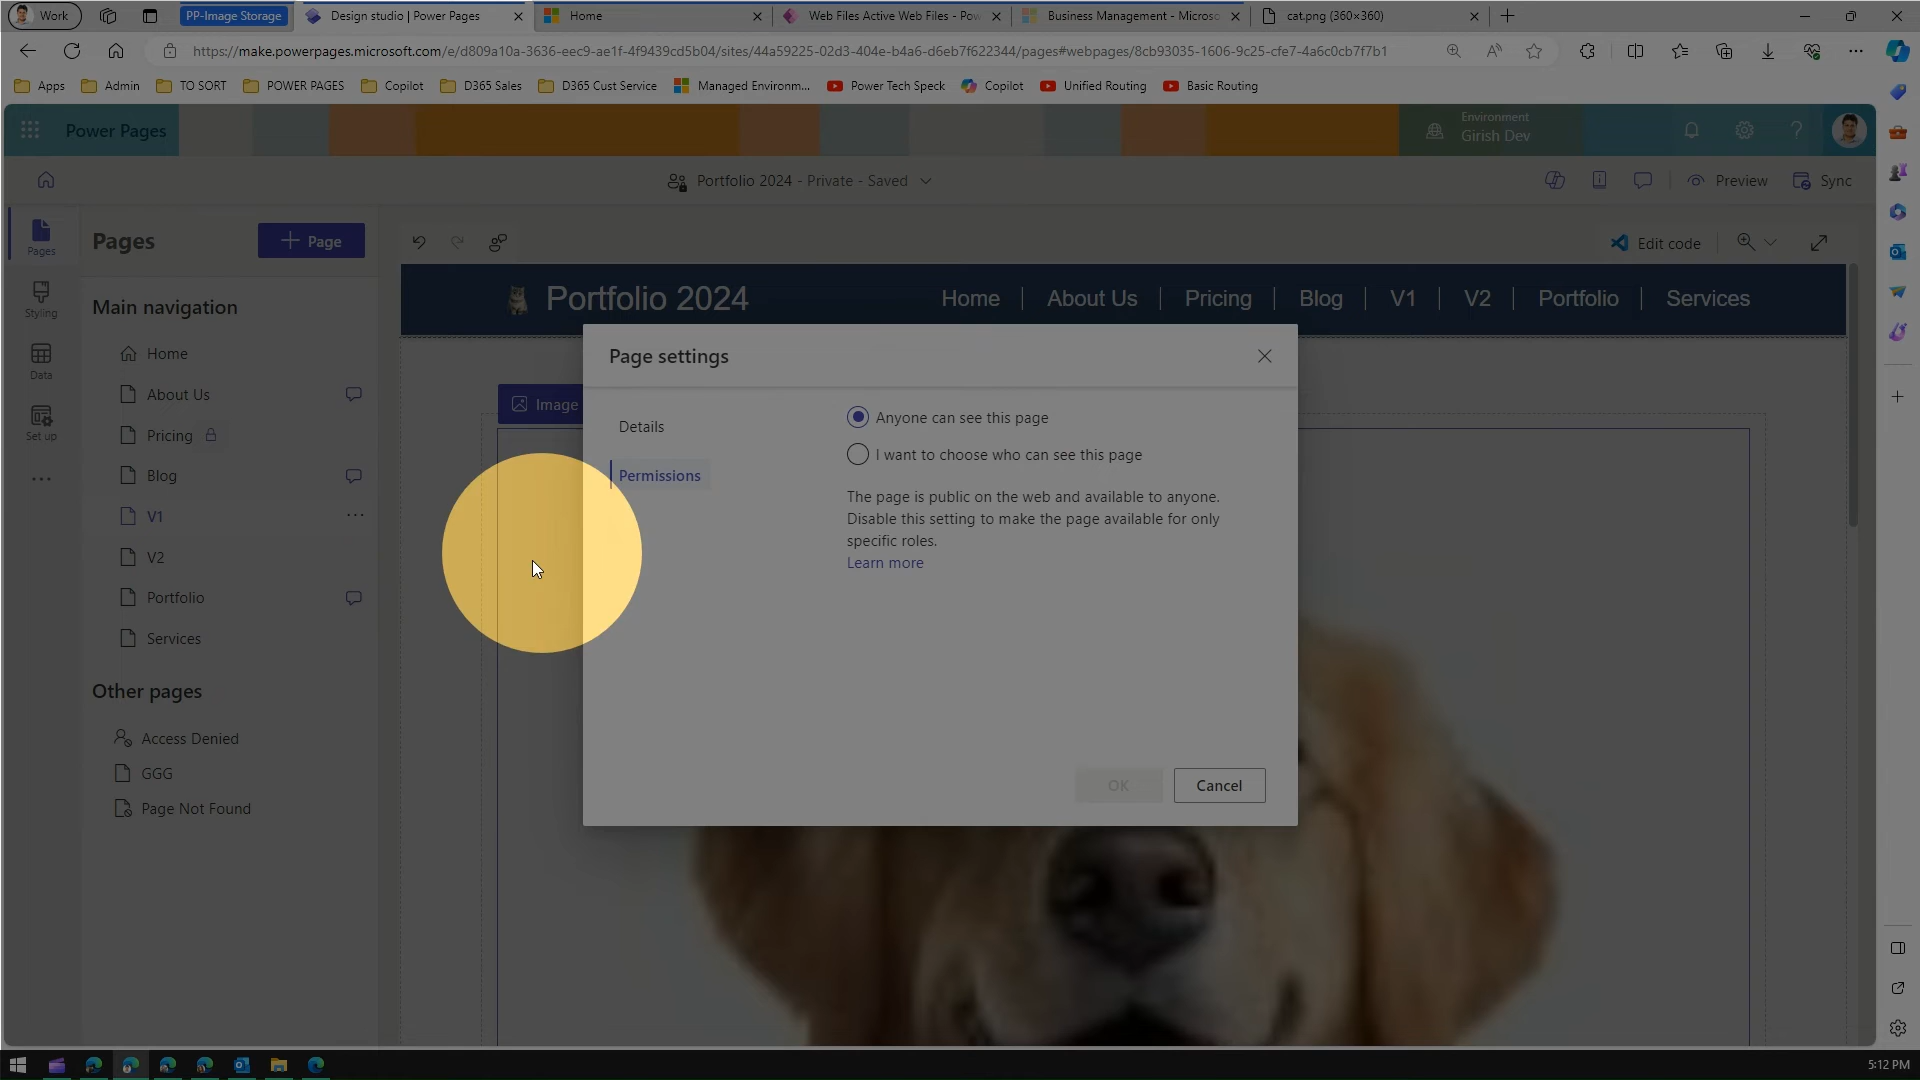 Work
PP-Image Storage
Design studio | Power Pages
Home
Web Files Active Web Files - Pow
Business Management - Microso
cat.png (360×360)
https://make.powerpages.microsoft.com/e/d809a10a-3636-eec9-ae1f-4f9439cd5b04/sites/44a59225-02d3-404e-b4a6-d6eb7f622344/pages#webpages/8cb93035-1606-9c25-cfe7-4a6c0cb7f7b1
Apps
Admin
TO SORT
POWER PAGES
Copilot
D365 Sales
D365 Cust Service
Managed Environm...
Power Tech Speck
Copilot
Unified Routing
Basic Routing
Power Pages
Environment
Girish Dev
Portfolio 2024 - Private - Saved
Preview
Sync
Pages
Styling
Data
Set up
Pages
Page
Main navigation
Home
About Us
Pricing
Blog
V1
V2
Portfolio
Services
Other pages
Access Denied
GGG
Page Not Found
Edit code
Portfolio 2024
Home
About Us
Pricing
Blog
V1
V2
Portfolio
Services
Image
Page settings
Details
Permissions
Anyone can see this page
I want to choose who can see this page
The page is public on the web and available to anyone.
Disable this setting to make the page available for only
specific roles.
Learn more
OK
Cancel
5:12 PM